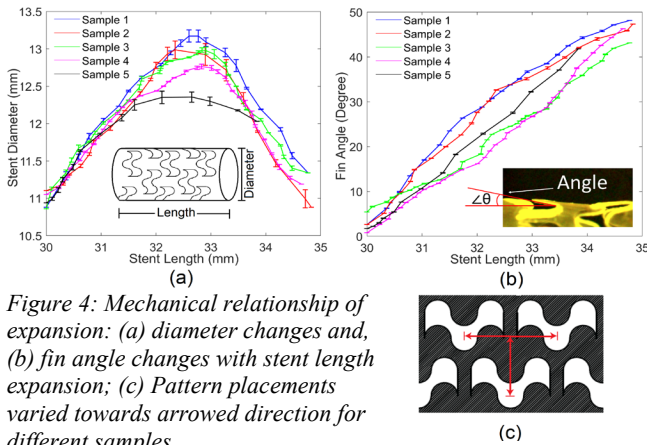 Sample 1
Sample 2
Sample 3
Sample 4
Sample 5
13.5
13
12.5
12
11.5
11
10.5
Stent Diameter (mm)
Diameter
Length
30 31 32 33 34 35
Stent Length (mm)
(a)
Sample 1
Sample 2
Sample 3
Sample 4
Sample 5
50
40
30
20
10
0
Fin Angle (Degree)
Angle
∠θ
30 31 32 33 34 35
Stent Length (mm)
(b)
Figure 4: Mechanical relationship of
expansion: (a) diameter changes and,
(b) fin angle changes with stent length
expansion; (c) Pattern placements
varied towards arrowed direction for
different samples
(c)